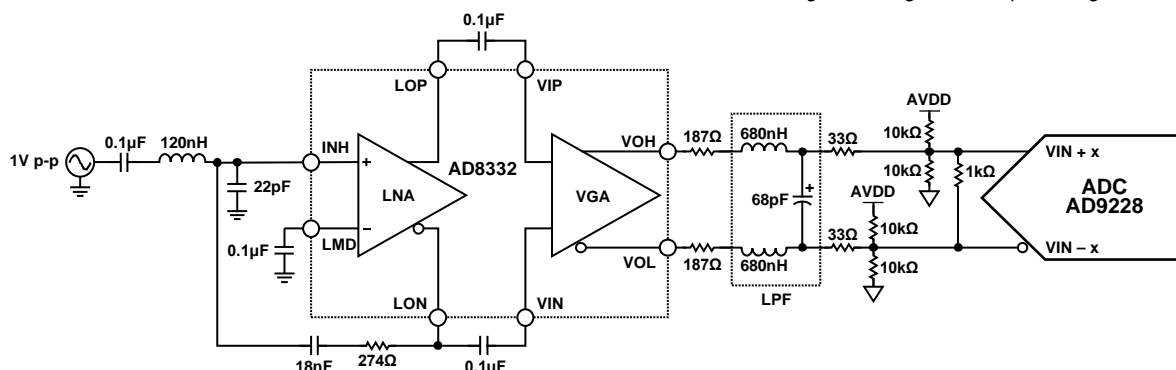 0.1µF
LOP
VIP
AVDD
0.1µF
120nH
1V p-p
INH
+
AD8332
VOH
187Ω
680nH
33Ω
10kΩ
10kΩ
1kΩ
VIN + x
22pF
LNA
VGA
68pF
+
AVDD
ADC
AD9228
–
LMD
0.1µF
VOL
187Ω
680nH
33Ω
10kΩ
10kΩ
VIN – x
LPF
LON
VIN
18nF
274Ω
0.1µF